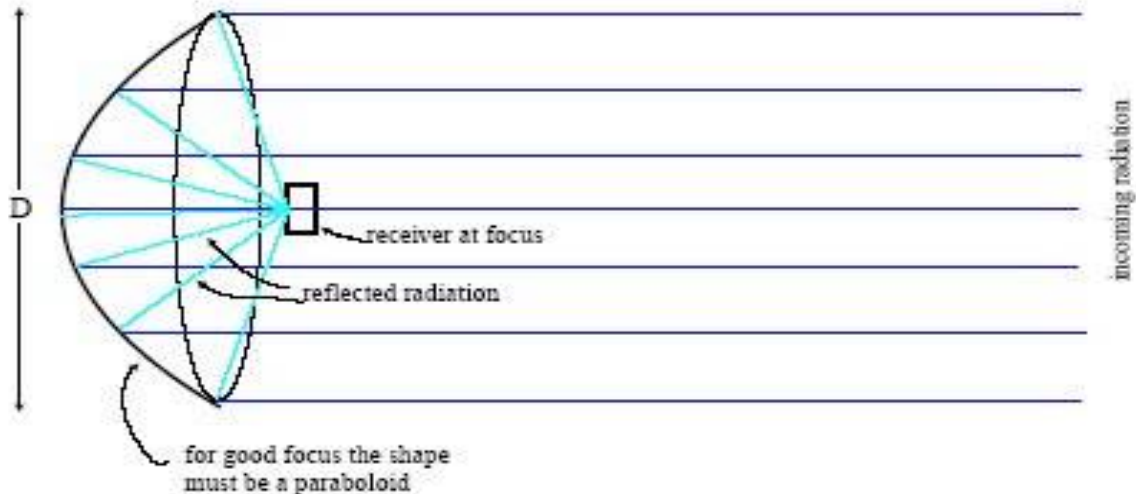 D
incoming radiation
receiver at focus
reflected radiation
for good focus the shape
must be a paraboloid